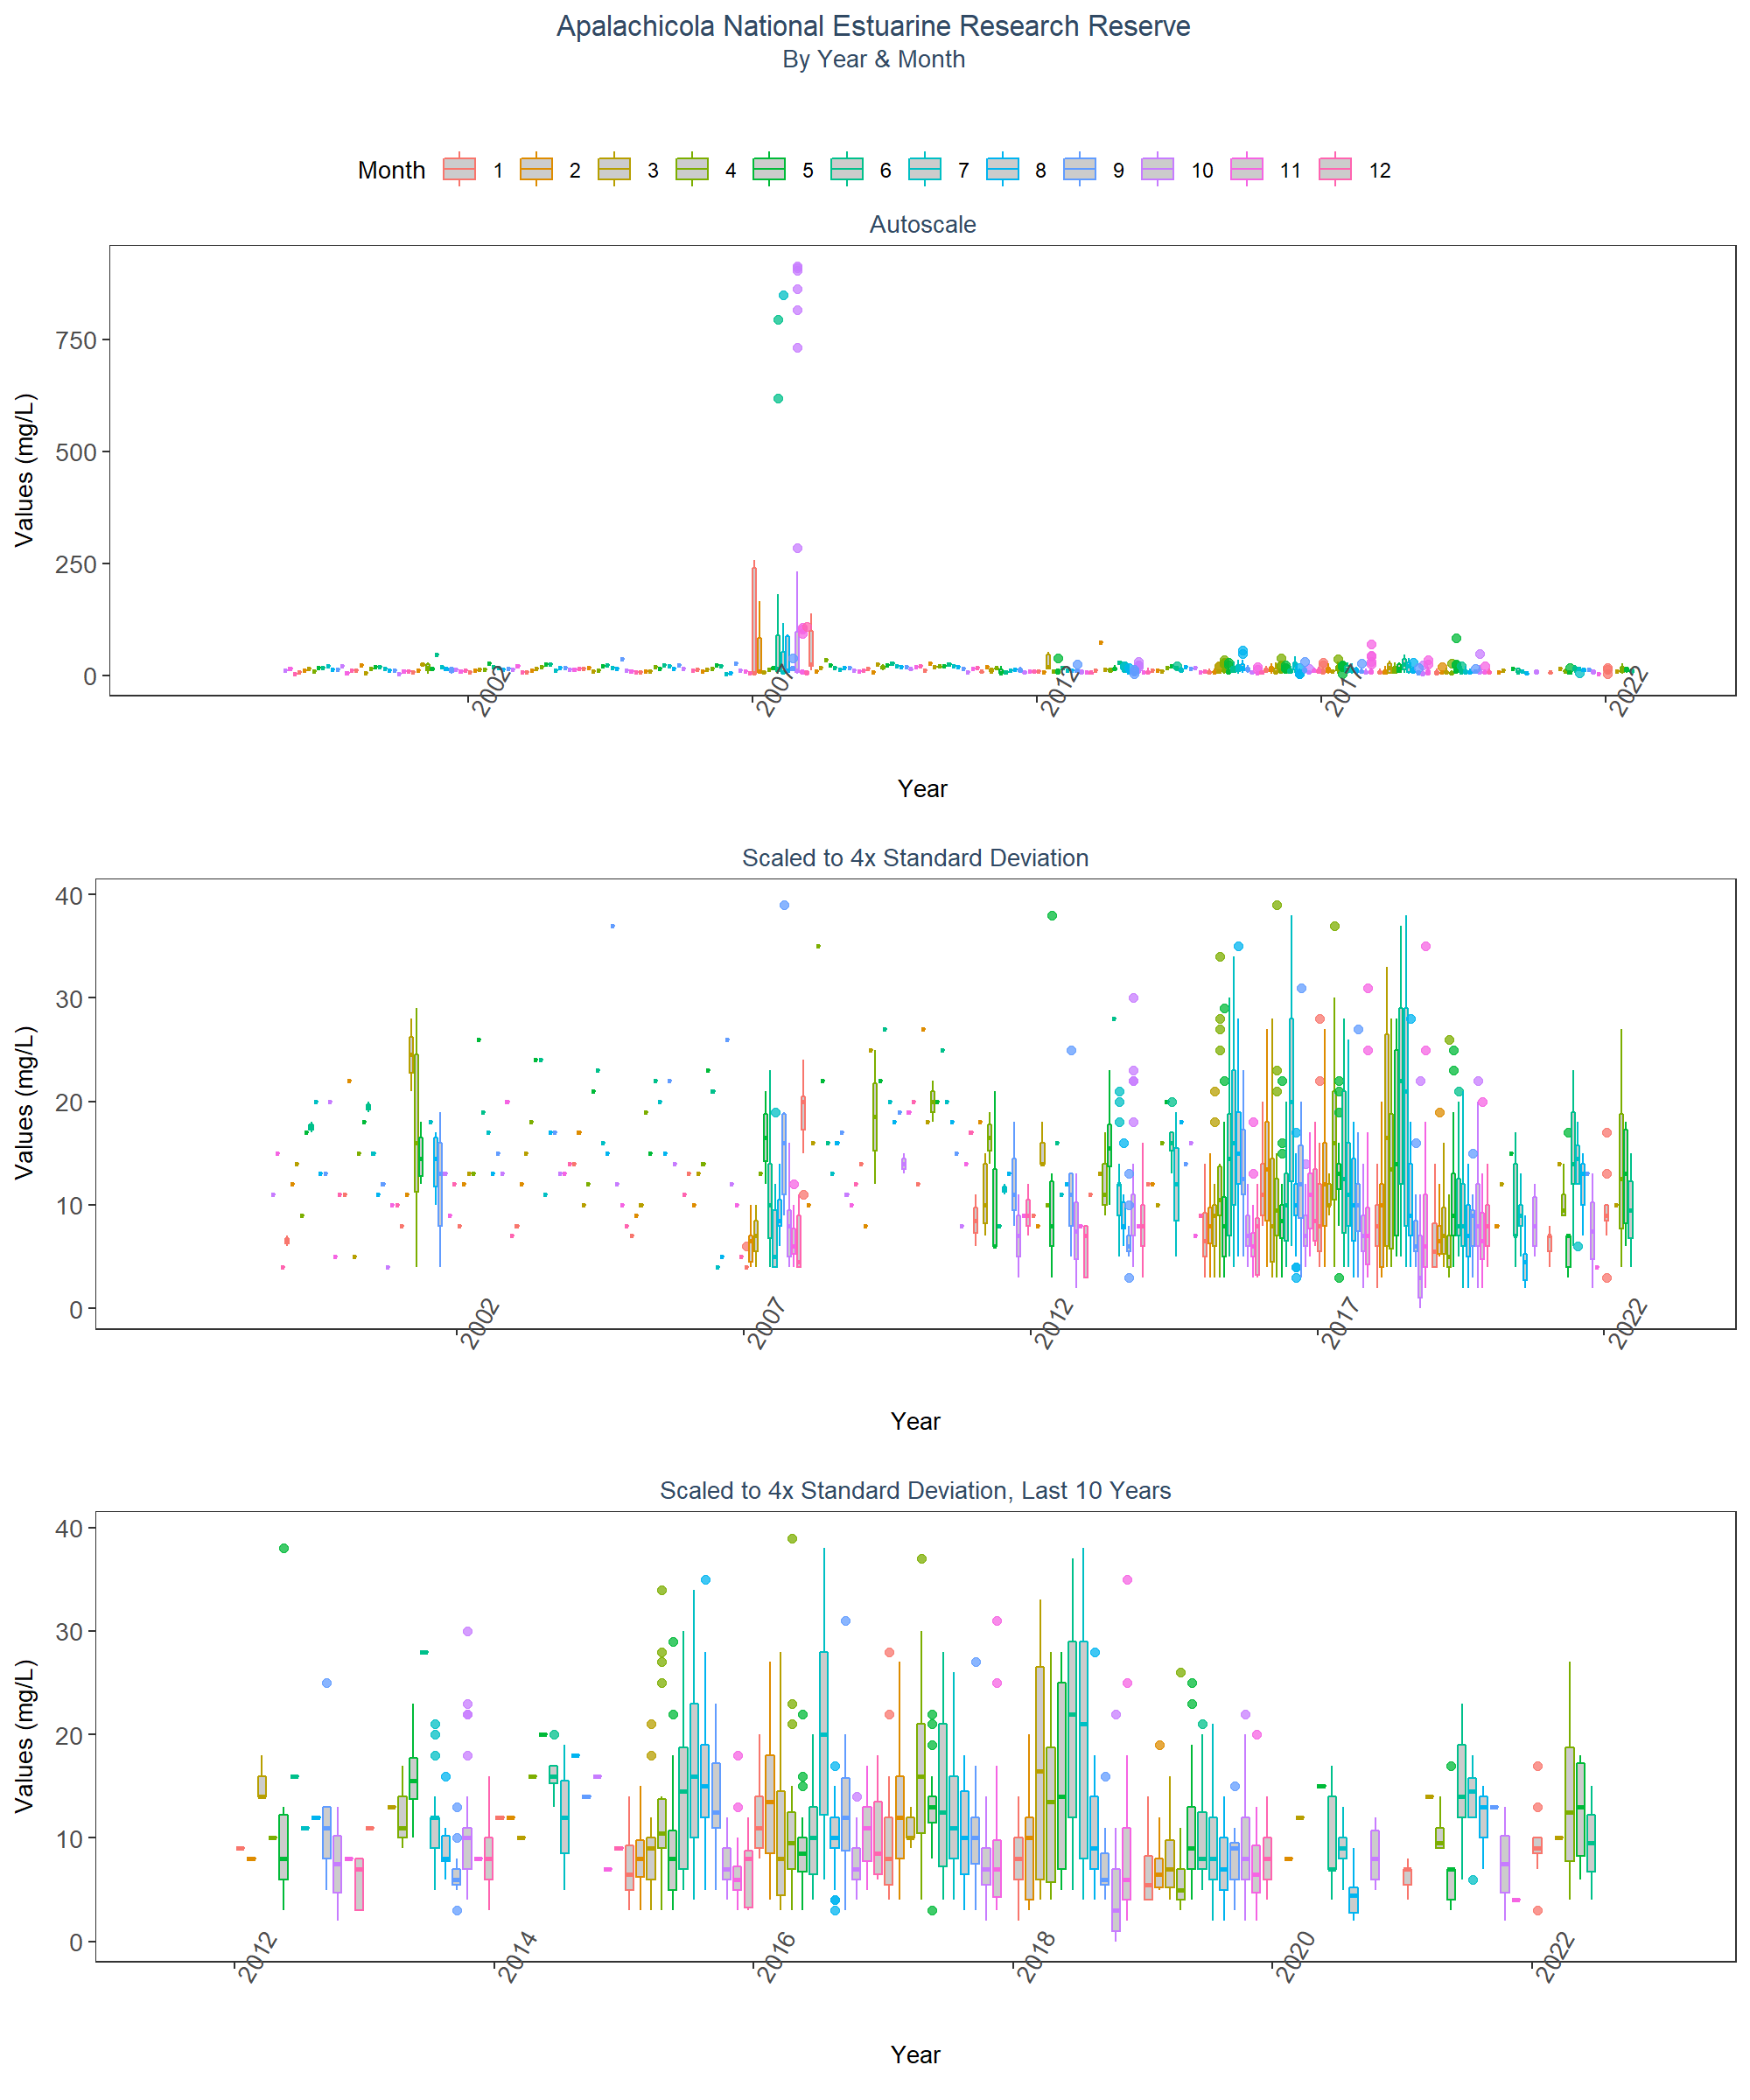 Apalachicola National Estuarine Research Reserve
By Year & Month
Month 1 2 3 4 5 6 7 8 9 10 11 12
Autoscale
Values (mg/L)
750
500
250
0
2002 2007 2012 2017 2022
Year
Scaled to 4x Standard Deviation
Values (mg/L)
40
30
20
10
0
2002 2007 2012 2017 2022
Year
Scaled to 4x Standard Deviation, Last 10 Years
Values (mg/L)
40
30
20
10
0
2012 2014 2016 2018 2020 2022
Year